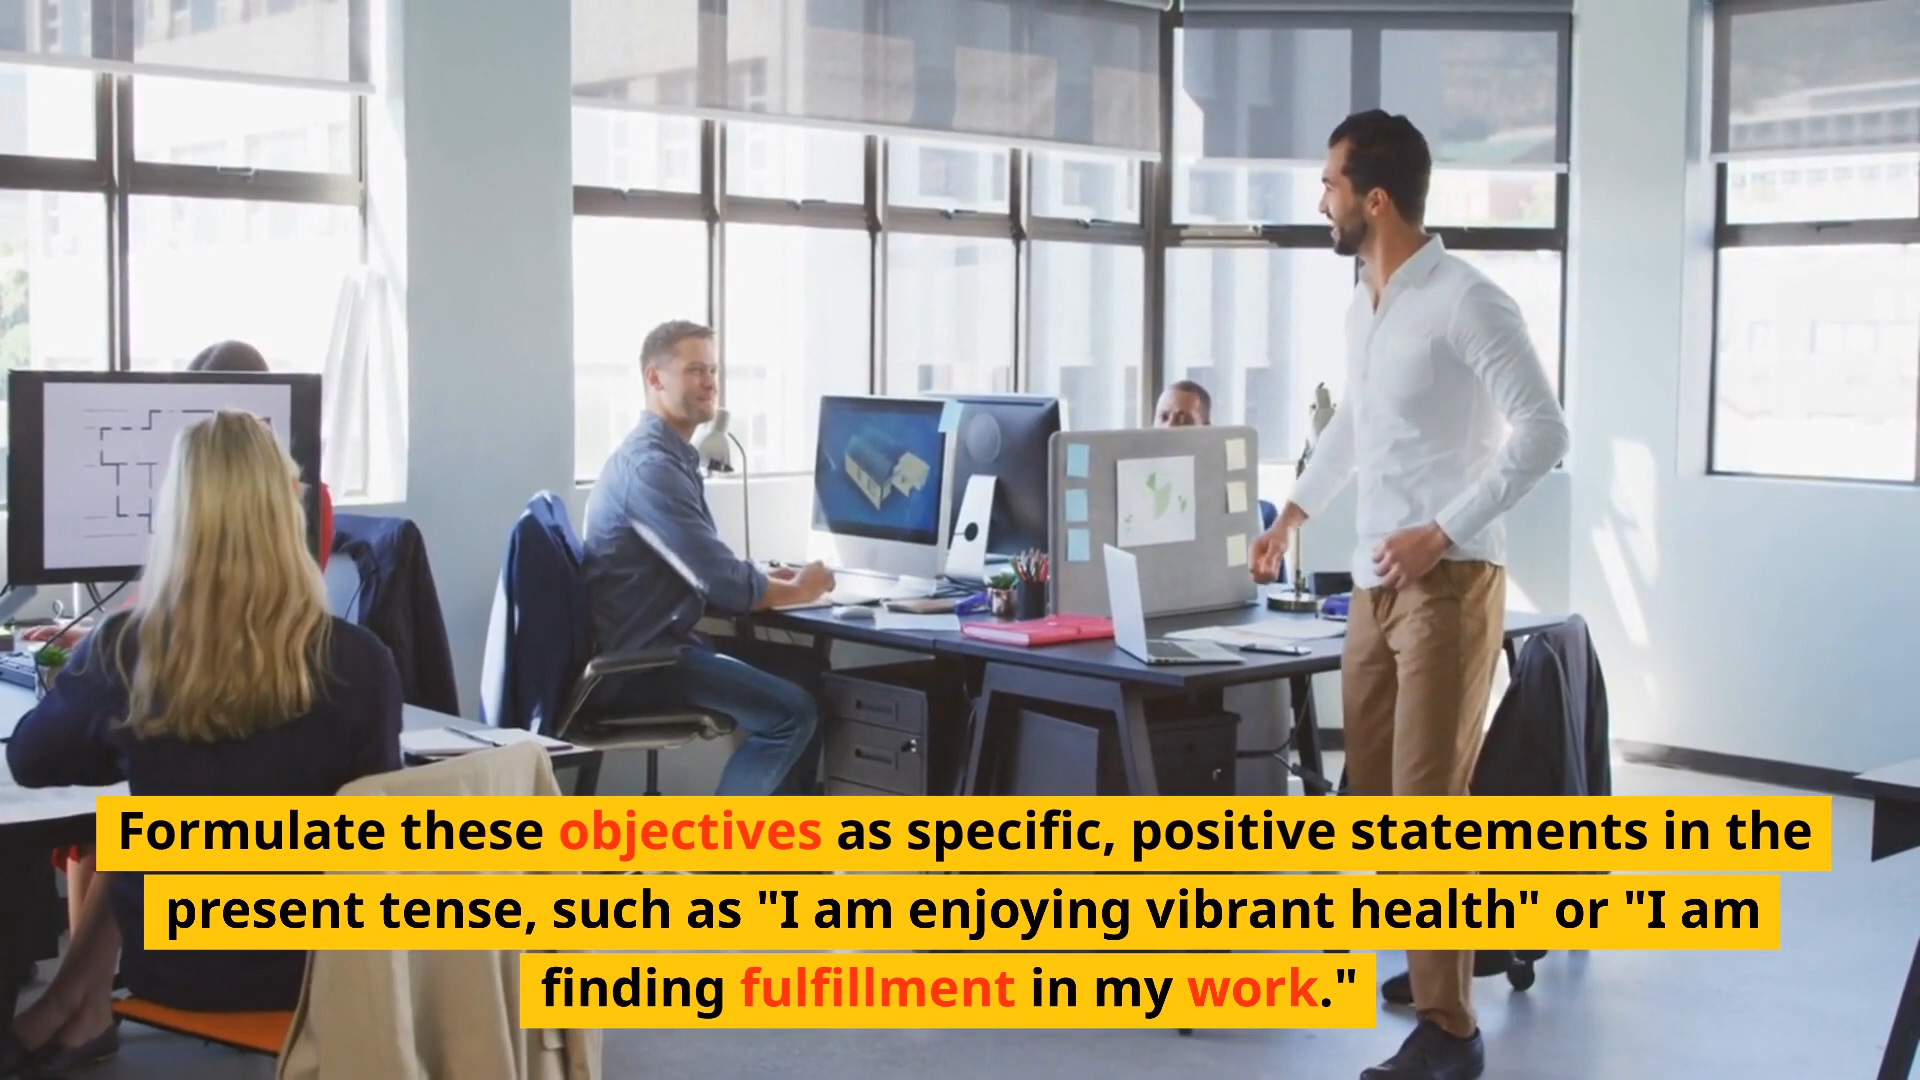 Formulate these objectives as specific, positive statements in the
present tense, such as "I am enjoying vibrant health" or "I am
finding fulfillment in my work."